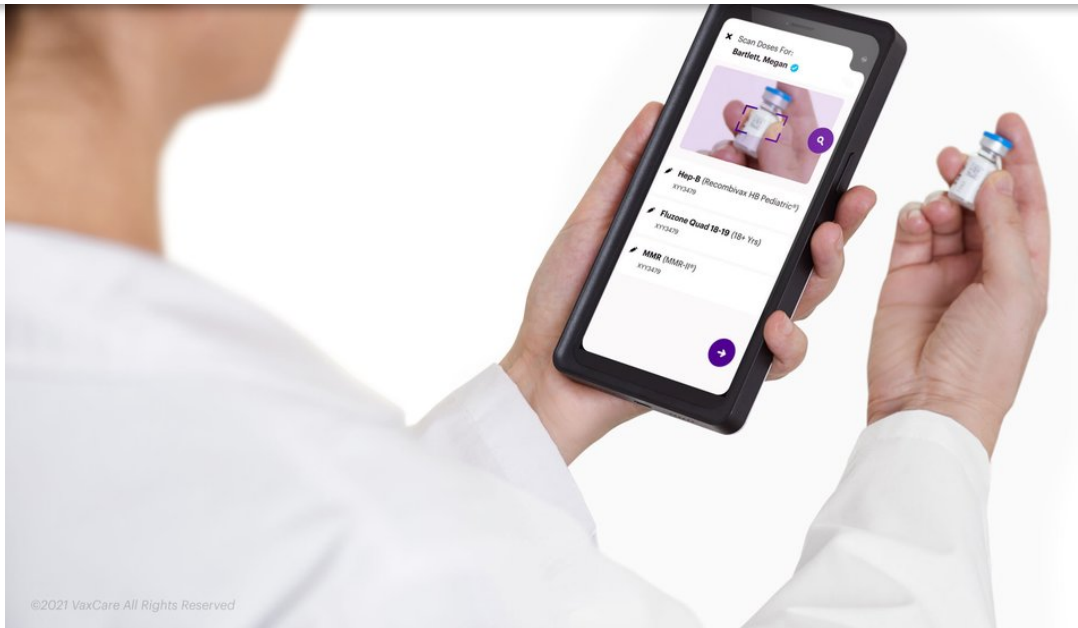 Scan Doses For:
Bartlett, Megan
Hep-B (Recombivax HB Pediatric®)
XYY3479
Fluzone Quad 18-19 (18+ Yrs)
XYY3479
MMR (MMR-II®)
XYY3479
©2021 VaxCare All Rights Reserved